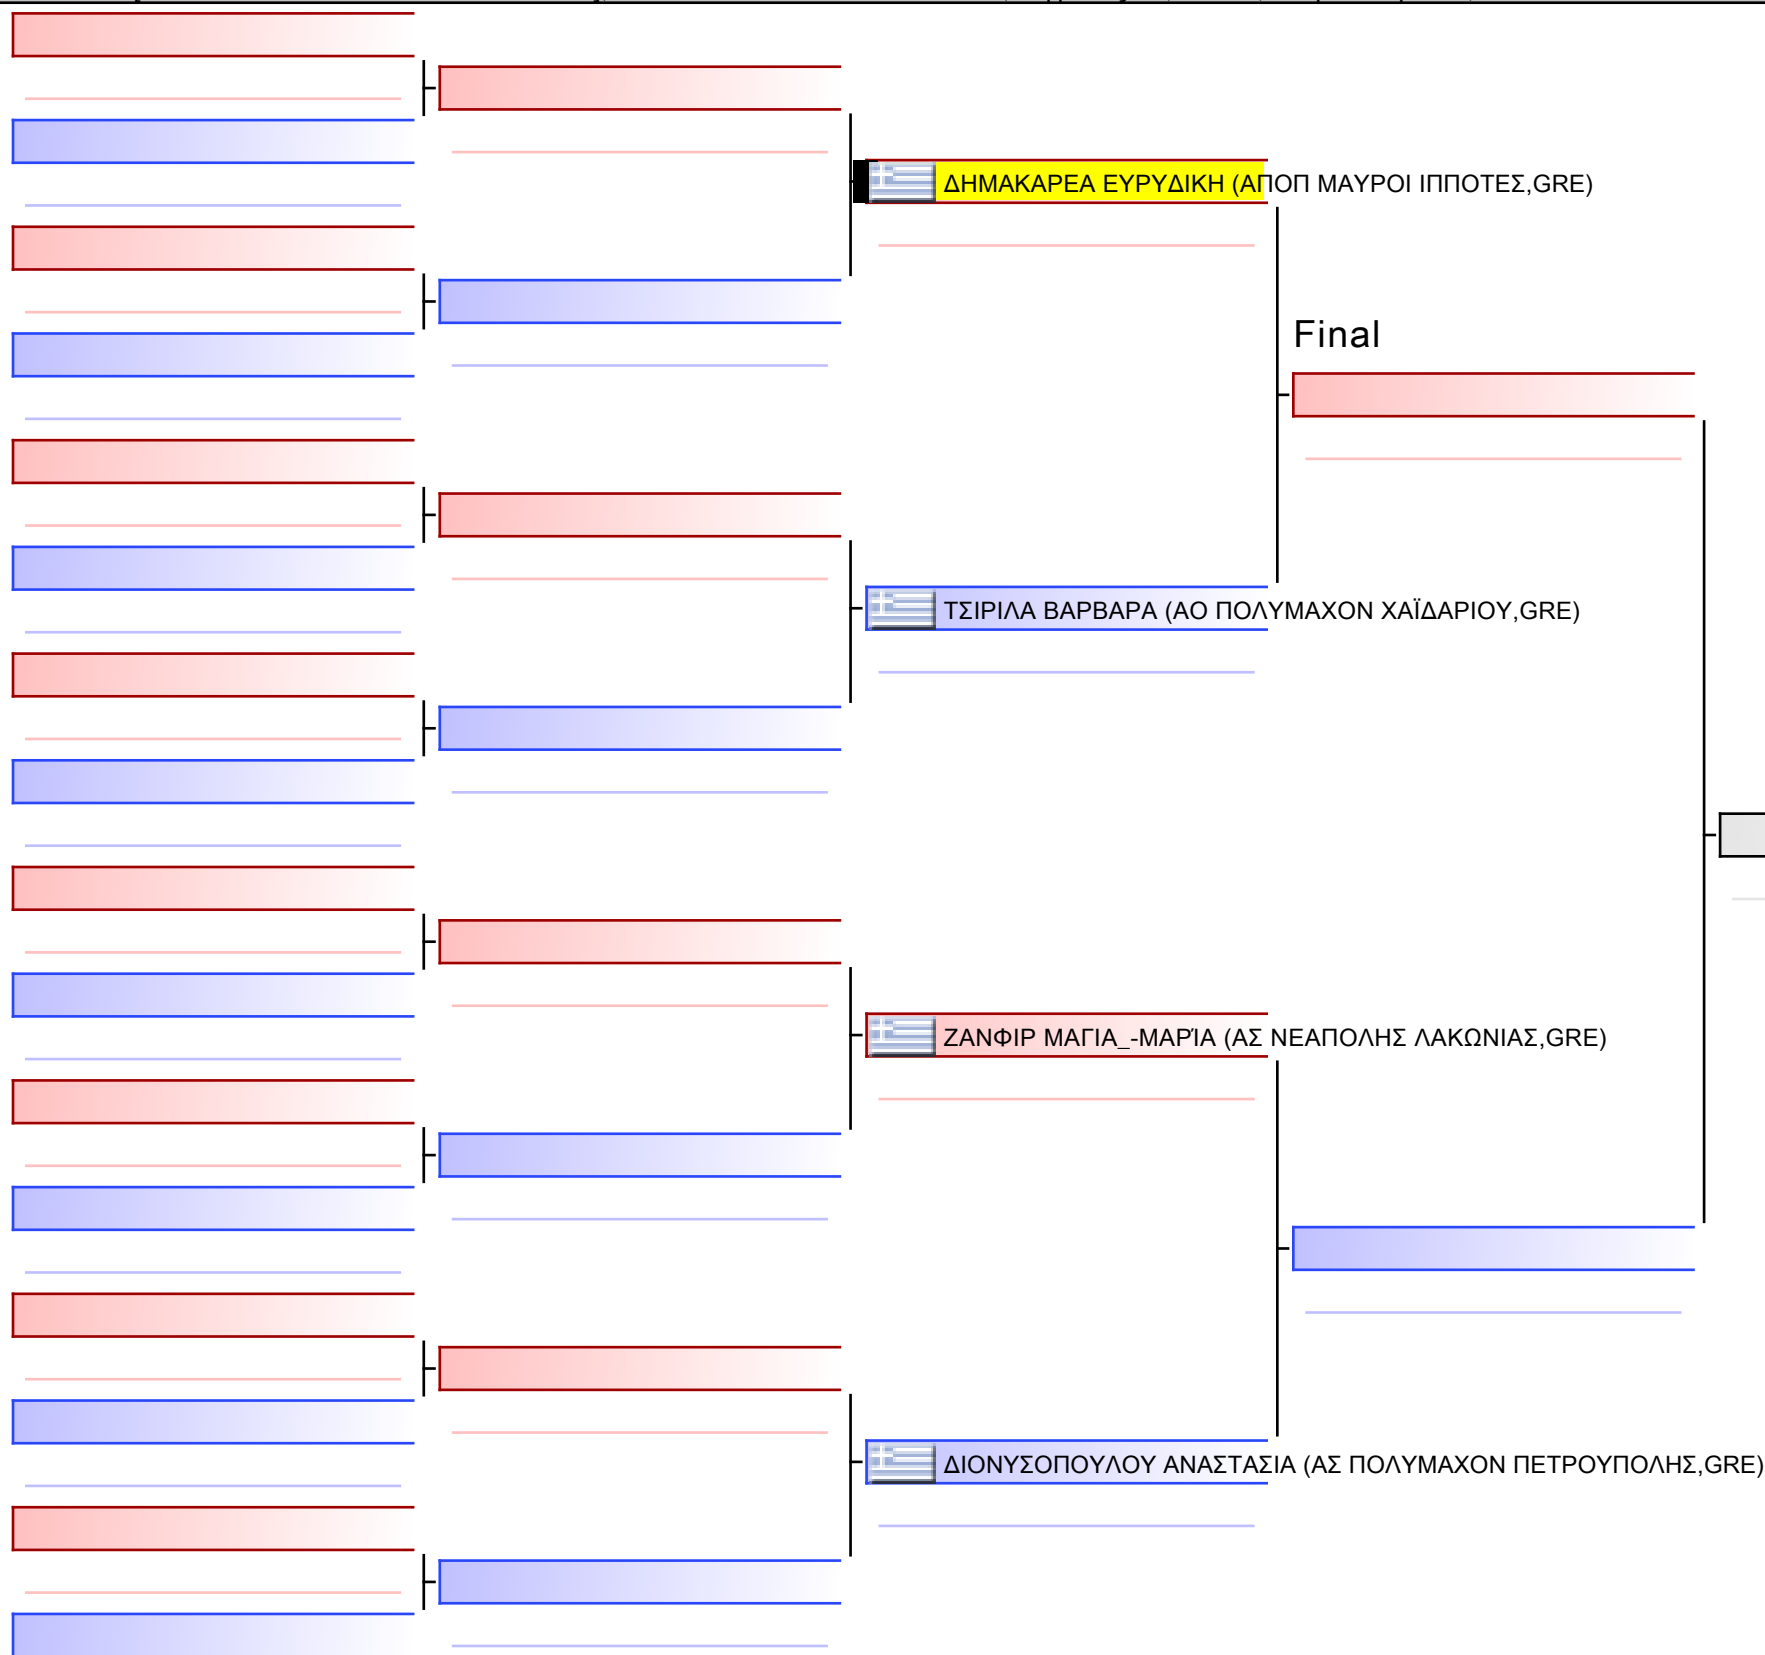 ΔΗΜΑΚΑΡΕΑ ΕΥΡΥΔΙΚΗ (ΑΠΟΠ ΜΑΥΡΟΙ ΙΠΠΟΤΕΣ,GRE)
Final
ΤΣΙΡΙΛΑ ΒΑΡΒΑΡΑ (ΑΟ ΠΟΛΥΜΑΧΟΝ ΧΑΪΔΑΡΙΟΥ,GRE)
ΖΑΝΦΙΡ ΜΑΓΙΑ_-ΜΑΡΊΑ (ΑΣ ΝΕΑΠΟΛΗΣ ΛΑΚΩΝΙΑΣ,GRE)
ΔΙΟΝΥΣΟΠΟΥΛΟΥ ΑΝΑΣΤΑΣΙΑ (ΑΣ ΠΟΛΥΜΑΧΟΝ ΠΕΤΡΟΥΠΟΛΗΣ,GRE)